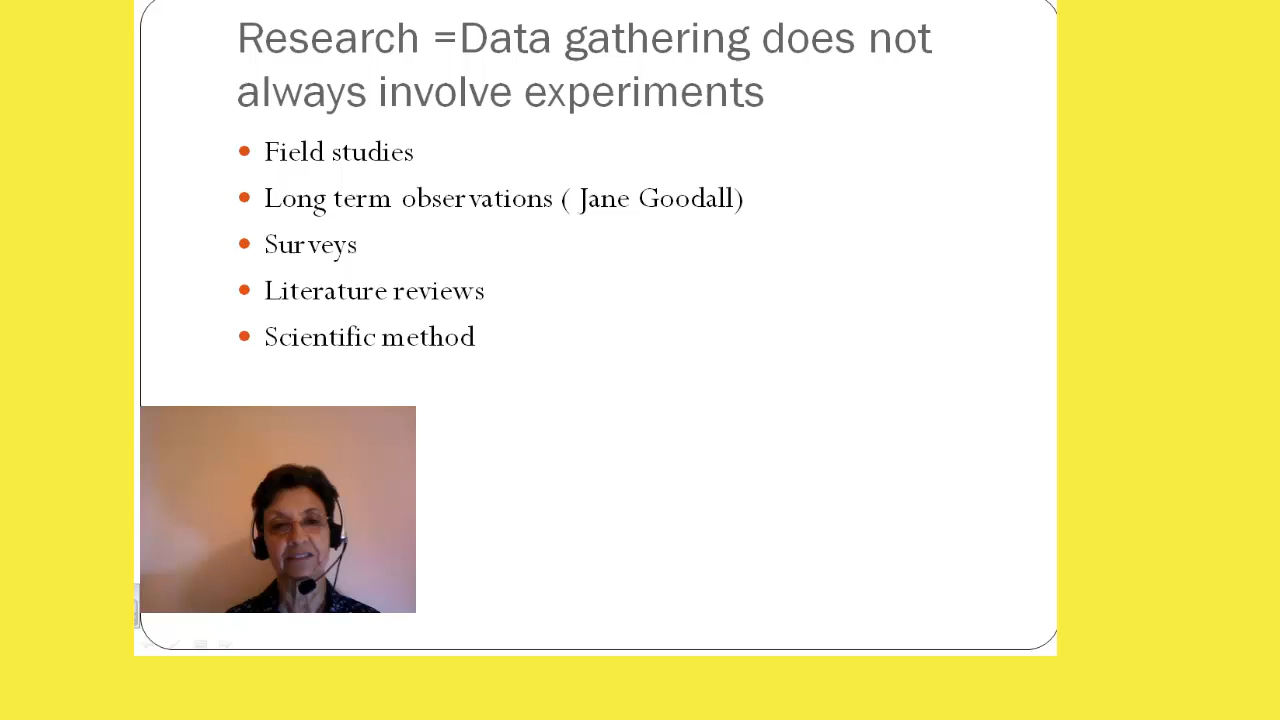 Research =Data gathering does not
always involve experiments
Field studies
Long term observations ( Jane Goodall)
Surveys
Literature reviews
Scientific method